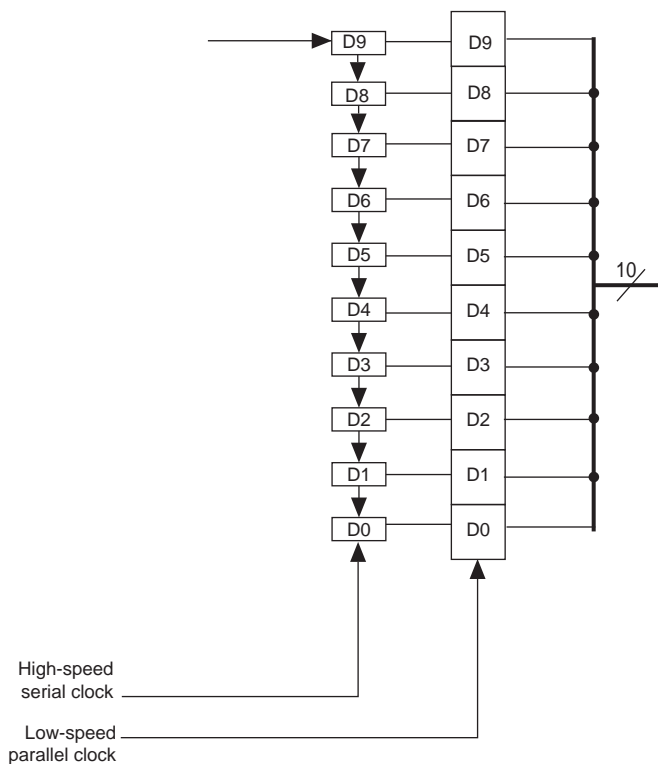 D9 D9
D8 D8
D7 D7
D6 D6
D5 D5
10
D4 D4
D3 D3
D2 D2
D1 D1
D0 D0
High-speed
serial clock
Low-speed
parallel clock